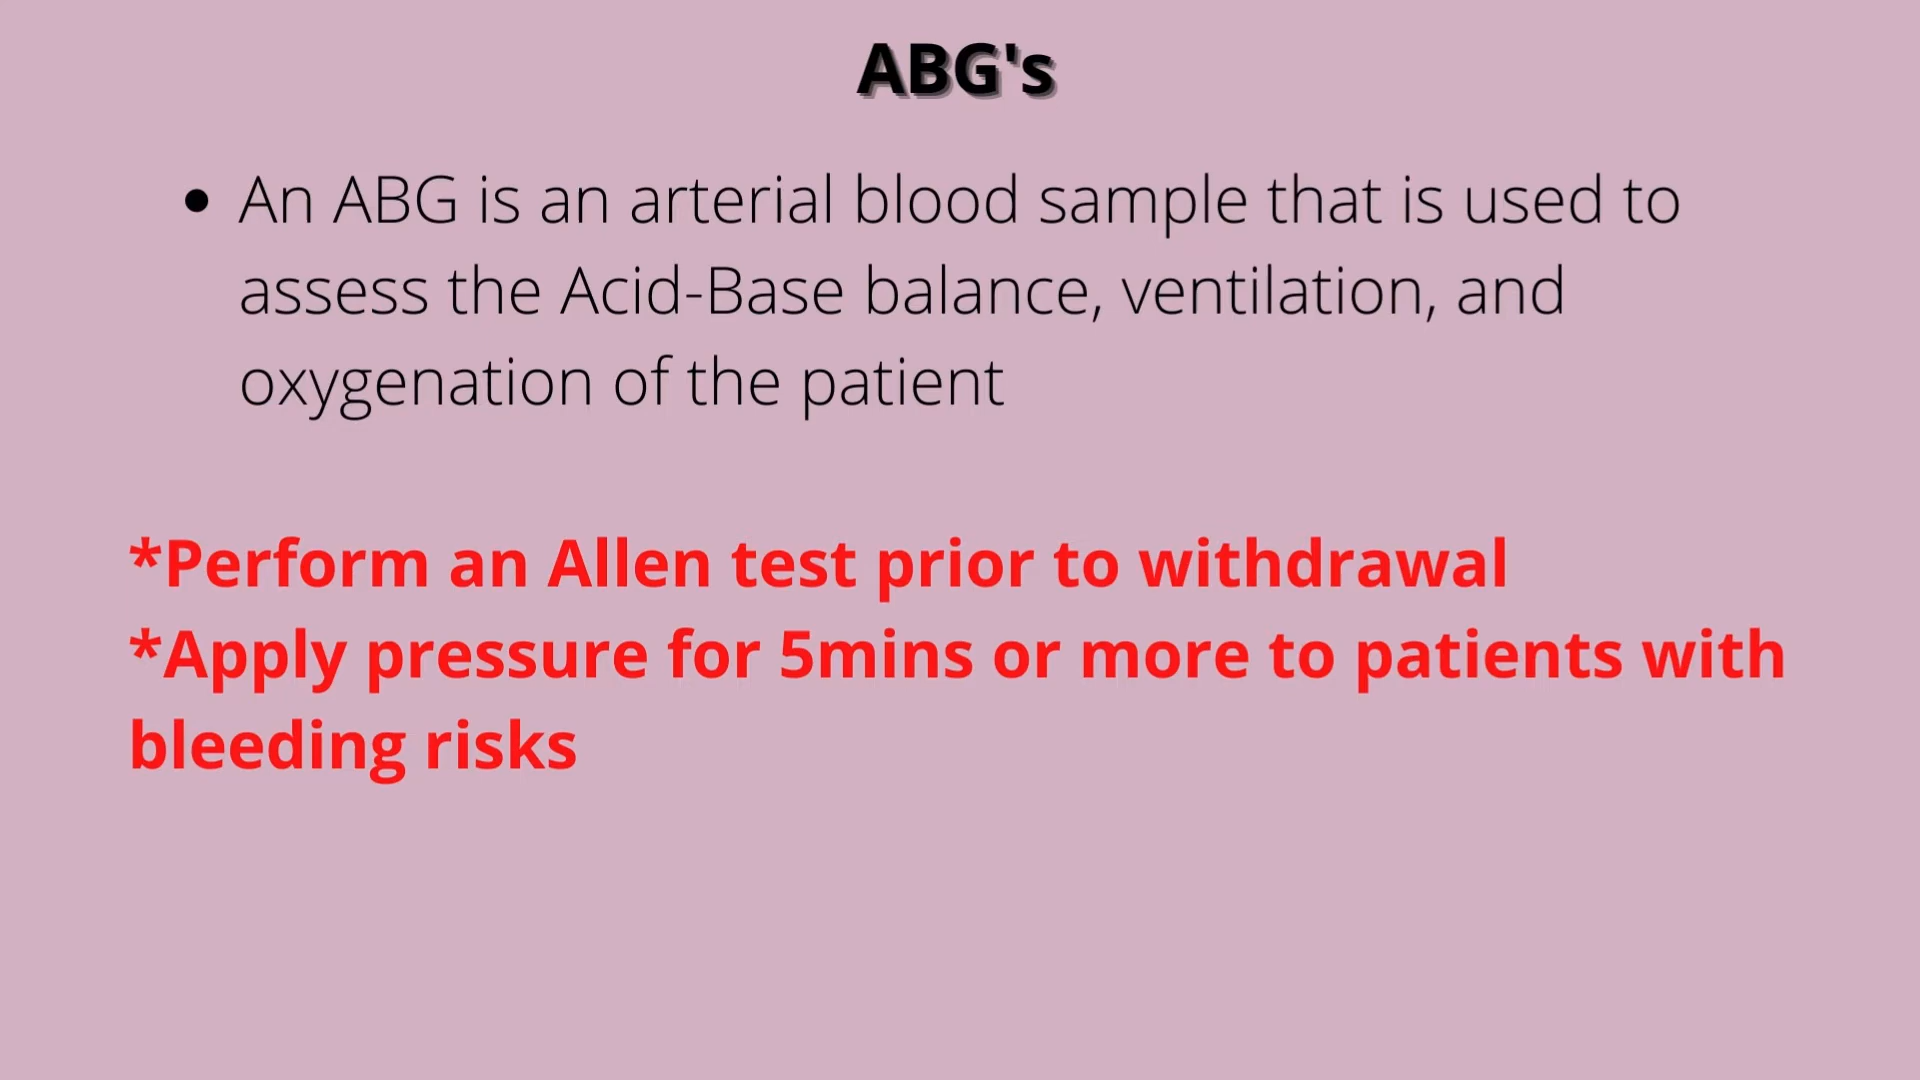 ABG's
• An ABG is an arterial blood sample that is used to
assess the Acid-Base balance, ventilation, and
oxygenation of the patient
*Perform an Allen test prior to withdrawal
*Apply pressure for 5mins or more to patients with
bleeding risks